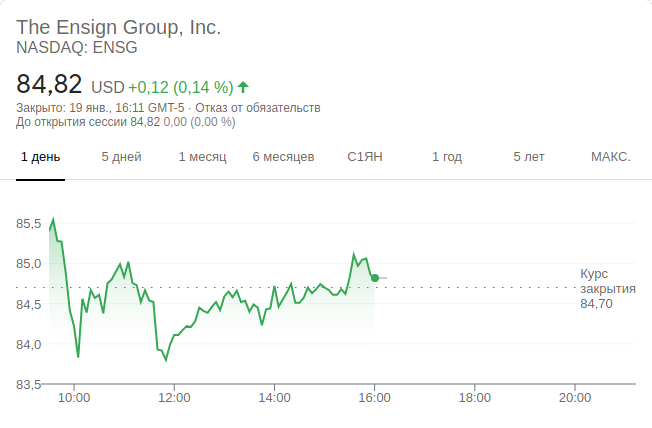 The Ensign Group, Inc.
NASDAQ: ENSG
84,82 USD +0,12 (0,14 %)
Закрыто: 19 янв., 16:11 GMT-5 · Отказ от обязательств
До открытия сессии 84,82 0,00 (0,00 %)
1 день 5 дней 1 месяц 6 месяцев С1ЯН 1 год 5 лет МАКС.
85,5
85,0
Курс
закрытия
84,70
84,5
84,0
83,5
10:00 12:00 14:00 16:00 18:00 20:00